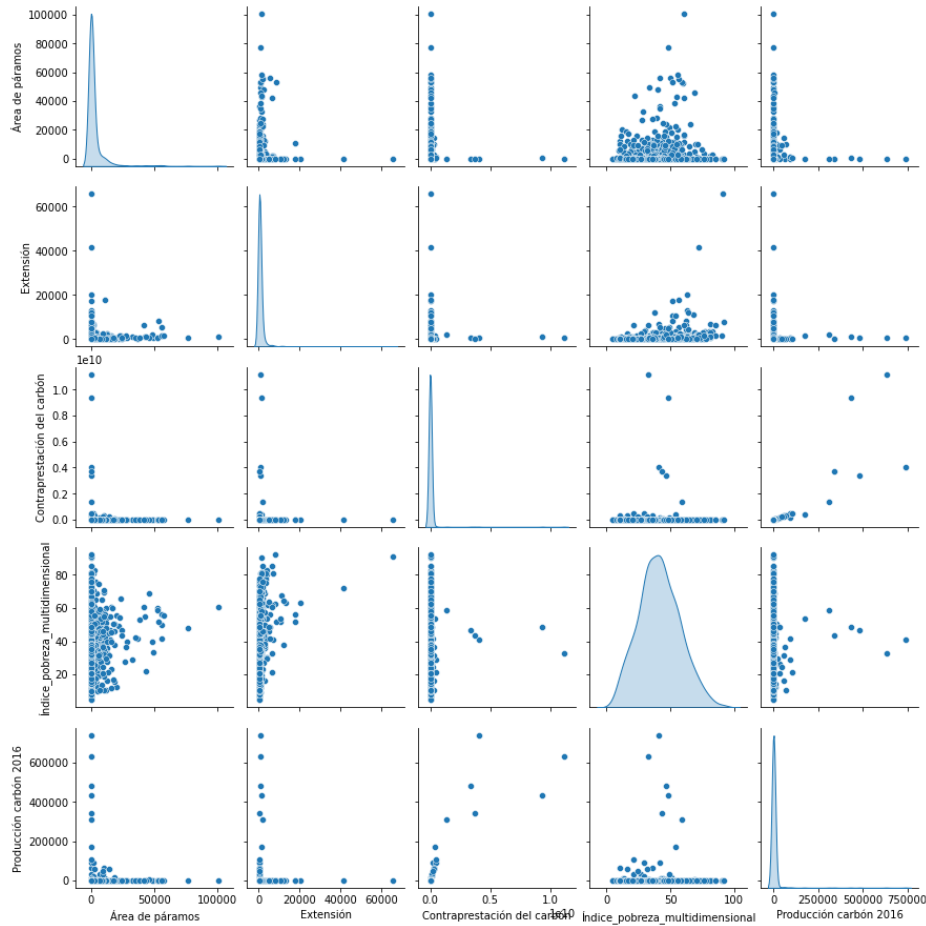 100000
80000
60000
40000
20000
0
Área de páramos
60000
40000
20000
0
Extensión
1e10
1.0
0.8
0.6
0.4
0.2
0.0
Contraprestación del carbón
80
60
40
20
Índice_pobreza_multidimensional
600000
400000
200000
0
Producción carbón 2016
0 50000 100000
0 20000 40000 60000
0.0 0.5 1.0
0 50 100
0 250000 500000 750000
1e10
Área de páramos
Extensión
Contraprestación del carbón
Índice_pobreza_multidimensional
Producción carbón 2016